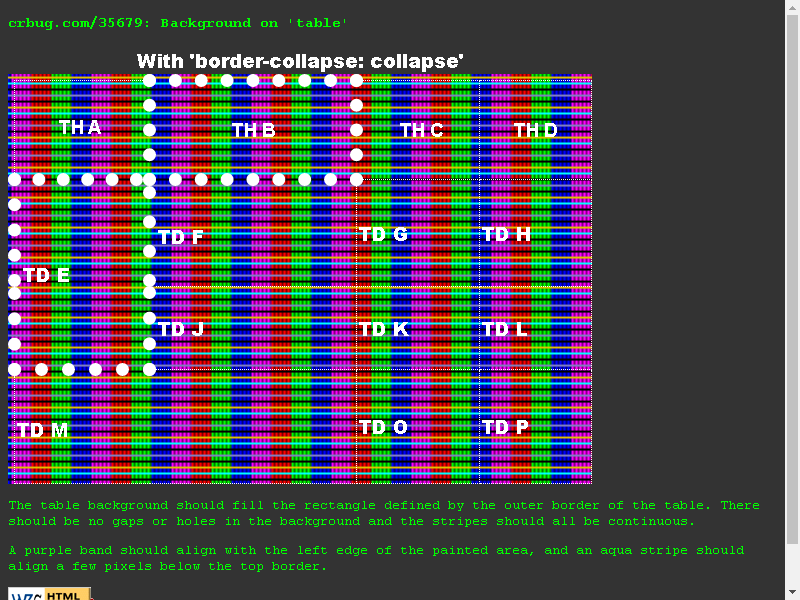 crbug.com/35679: Background on 'table'
With 'border-collapse: collapse'
TH A TH B TH C TH D
TD E TD F TD G TD H
TD J TD K TD L
TD M TD O TD P
The table background should fill the rectangle defined by the outer border of the table. There
should be no gaps or holes in the background and the stripes should all be continuous.
A purple band should align with the left edge of the painted area, and an aqua stripe should
align a few pixels below the top border.
W3C HTML